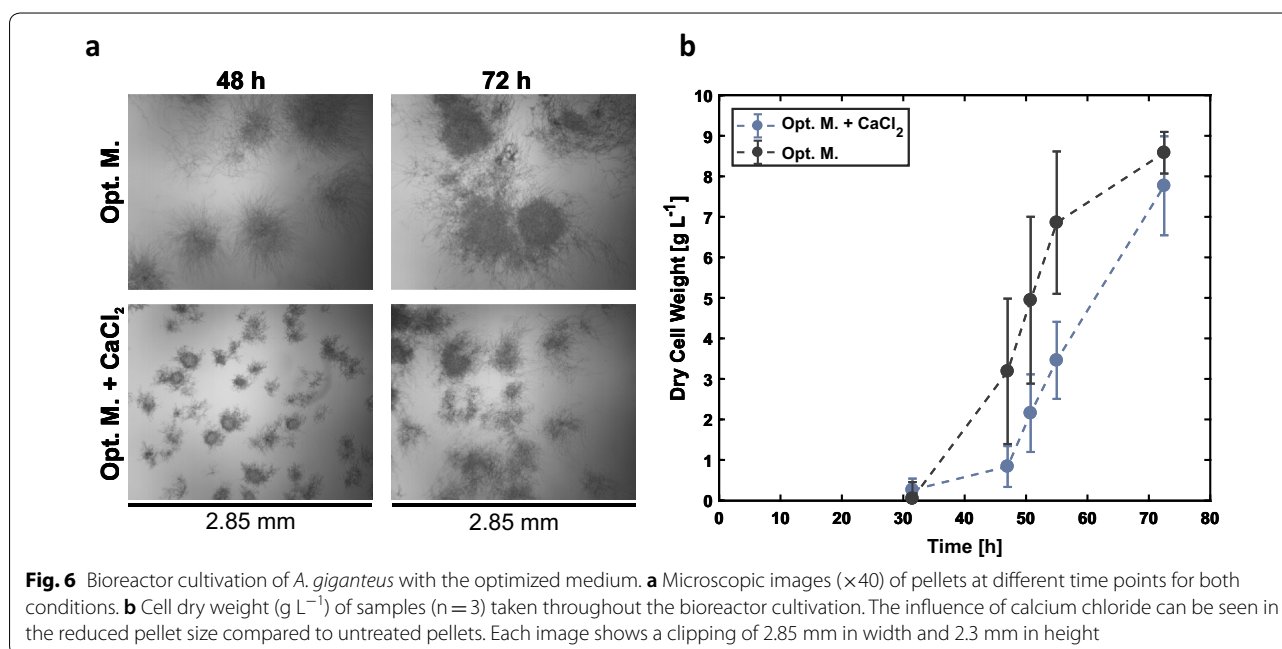 a
48 h
72 h
Opt. M.
Opt. M. + CaCl₂
2.85 mm
2.85 mm
b
10
9
8
7
6
5
4
3
2
1
0
Dry Cell Weight [g L⁻¹]
Opt. M. + CaCl₂
Opt. M.
0 10 20 30 40 50 60 70 80
Time [h]
Fig. 6 Bioreactor cultivation of A. giganteus with the optimized medium. a Microscopic images (×40) of pellets at different time points for both
conditions. b Cell dry weight (g L⁻¹) of samples (n = 3) taken throughout the bioreactor cultivation. The influence of calcium chloride can be seen in
the reduced pellet size compared to untreated pellets. Each image shows a clipping of 2.85 mm in width and 2.3 mm in height